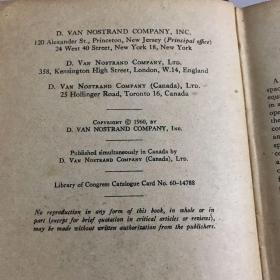 D. VAN NOSTRAND COMPANY, INC.
120 Alexander St., Princeton, New Jersey (Principal office)
24 West 40 Street, New York 18, New York
D. VAN NOSTRAND COMPANY, LTD.
358, Kensington High Street, London, W.14, England
D. VAN NOSTRAND COMPANY (Canada), LTD.
25 Hollinger Road, Toronto 16, Canada
COPYRIGHT © 1960, BY
D. VAN NOSTRAND COMPANY, INC.
Published simultaneously in Canada by
D. VAN NOSTRAND COMPANY (Canada), LTD.
Library of Congress Catalogue Card No. 60-14788
No reproduction in any form of this book, in whole or in
part (except for brief quotation in critical articles or reviews),
may be made without written authorization from the publishers.
A
spac
equi